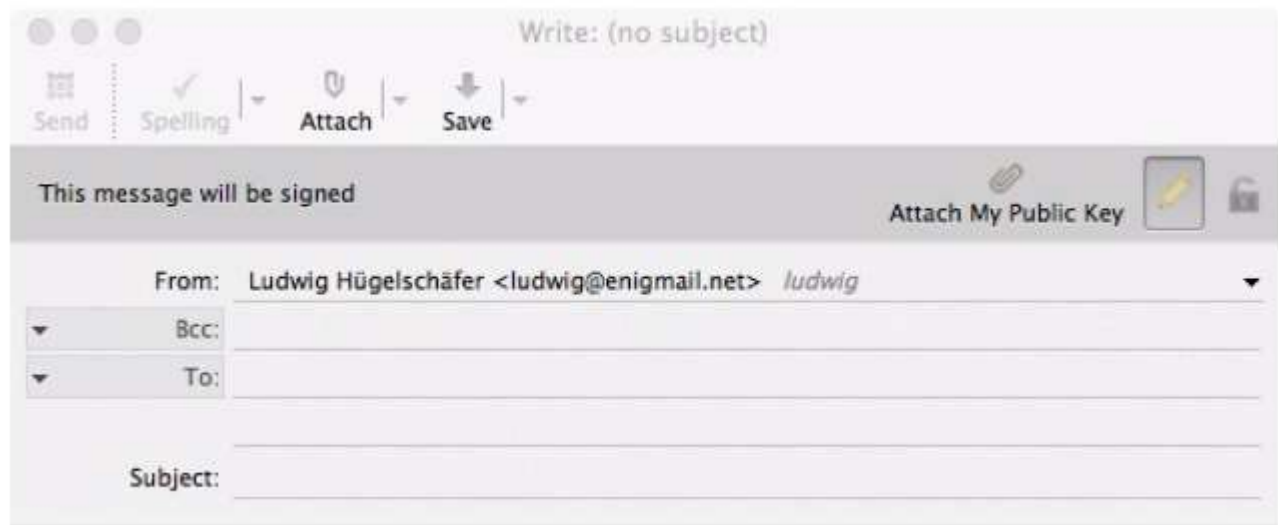 Write: (no subject)
Send Spelling Attach Save
This message will be signed
Attach My Public Key
From: Ludwig Hügelschäfer <ludwig@enigmail.net> ludwig
Bcc:
To:
Subject: